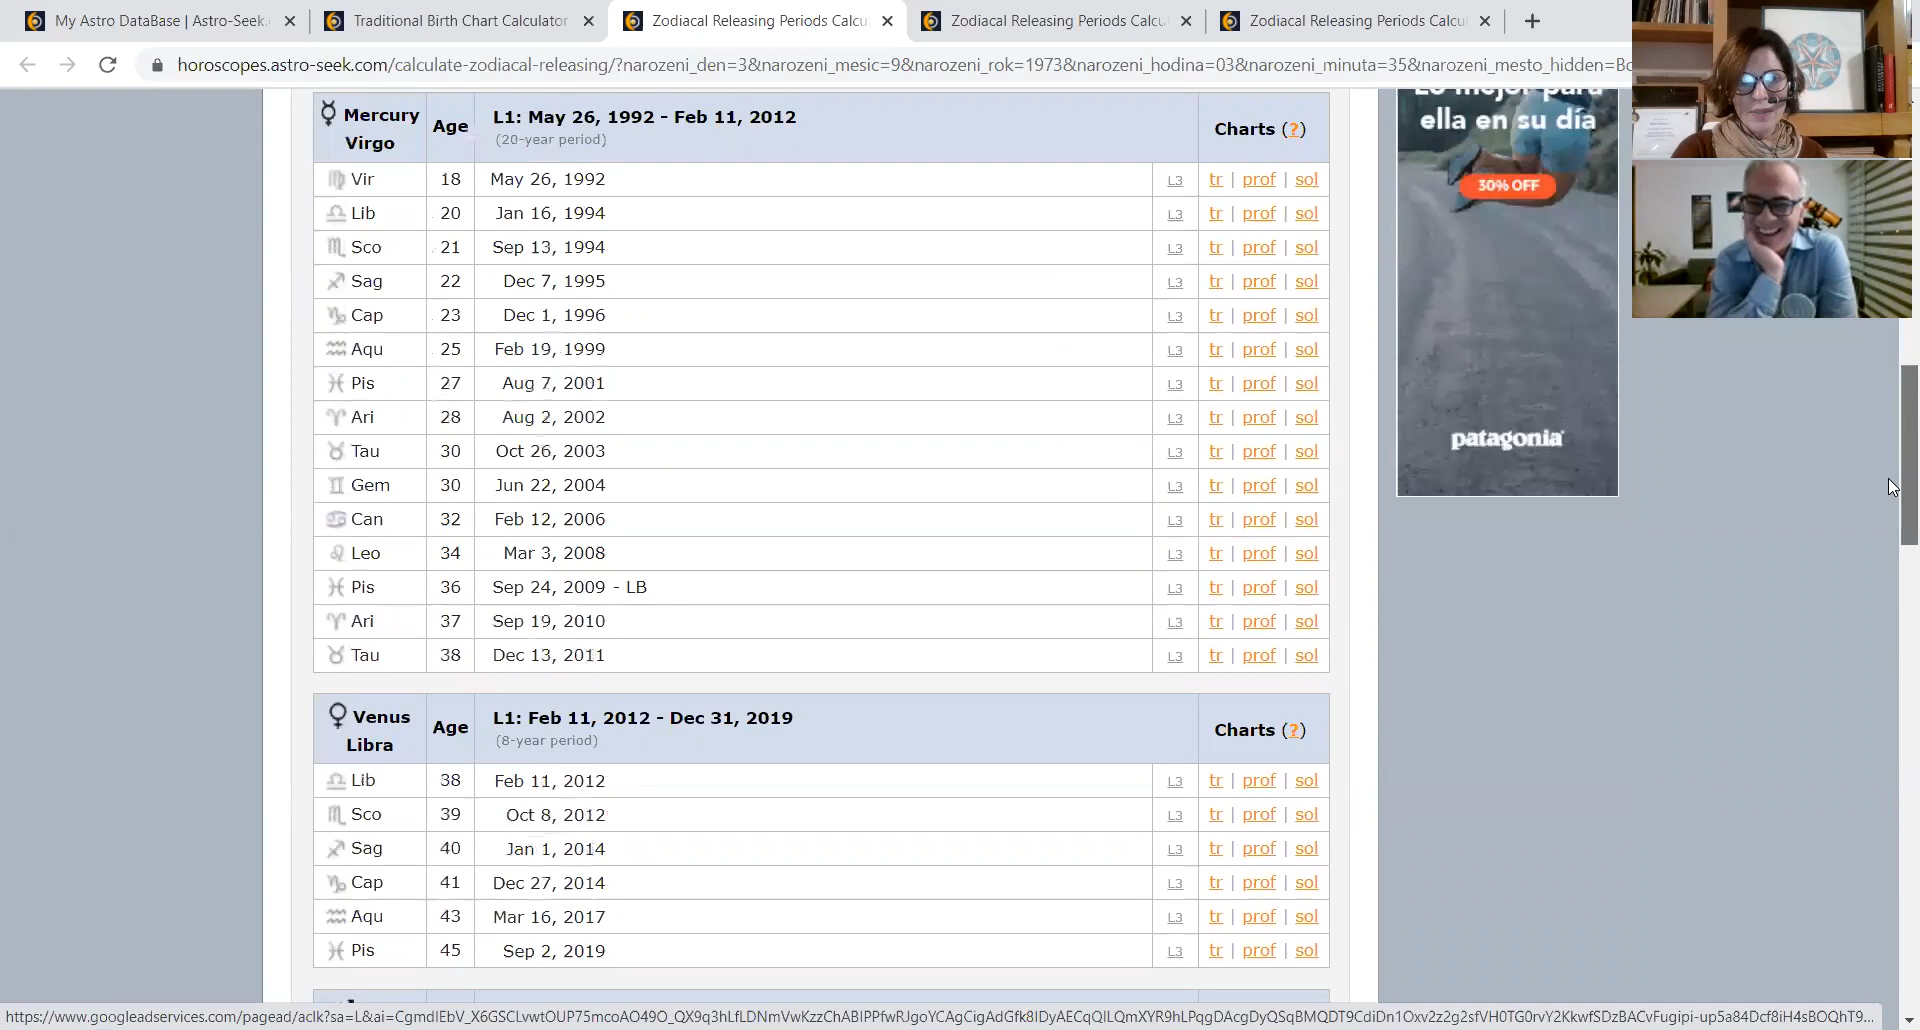 My Astro DataBase | Astro-Seek.
Traditional Birth Chart Calculator
Zodiacal Releasing Periods Calcu
Zodiacal Releasing Periods Calcu
Zodiacal Releasing Periods Calcu
horoscopes.astro-seek.com/calculate-zodiacal-releasing/?narozeni_den=3&narozeni_mesic=9&narozeni_rok=1973&narozeni_hodina=03&narozeni_minuta=35&narozeni_mesto_hidden=Bo
Mercury Virgo Age L1: May 26, 1992 - Feb 11, 2012 (20-year period) Charts (?)
Vir 18 May 26, 1992 L3 tr | prof | sol
Lib 20 Jan 16, 1994 L3 tr | prof | sol
Sco 21 Sep 13, 1994 L3 tr | prof | sol
Sag 22 Dec 7, 1995 L3 tr | prof | sol
Cap 23 Dec 1, 1996 L3 tr | prof | sol
Aqu 25 Feb 19, 1999 L3 tr | prof | sol
Pis 27 Aug 7, 2001 L3 tr | prof | sol
Ari 28 Aug 2, 2002 L3 tr | prof | sol
Tau 30 Oct 26, 2003 L3 tr | prof | sol
Gem 30 Jun 22, 2004 L3 tr | prof | sol
Can 32 Feb 12, 2006 L3 tr | prof | sol
Leo 34 Mar 3, 2008 L3 tr | prof | sol
Pis 36 Sep 24, 2009 - LB L3 tr | prof | sol
Ari 37 Sep 19, 2010 L3 tr | prof | sol
Tau 38 Dec 13, 2011 L3 tr | prof | sol
Venus Libra Age L1: Feb 11, 2012 - Dec 31, 2019 (8-year period) Charts (?)
Lib 38 Feb 11, 2012 L3 tr | prof | sol
Sco 39 Oct 8, 2012 L3 tr | prof | sol
Sag 40 Jan 1, 2014 L3 tr | prof | sol
Cap 41 Dec 27, 2014 L3 tr | prof | sol
Aqu 43 Mar 16, 2017 L3 tr | prof | sol
Pis 45 Sep 2, 2019 L3 tr | prof | sol
Lo mejor para
ella en su día
30% OFF
patagonia
https://www.googleadservices.com/pagead/aclk?sa=L&ai=